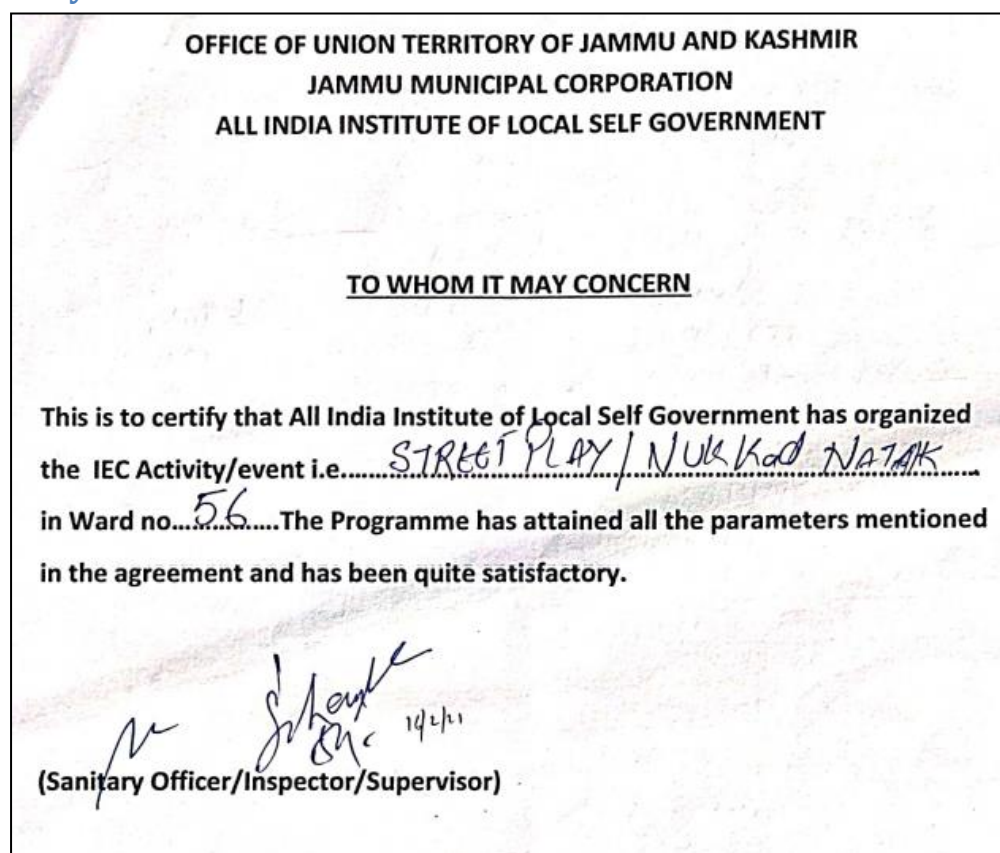 OFFICE OF UNION TERRITORY OF JAMMU AND KASHMIR
JAMMU MUNICIPAL CORPORATION
ALL INDIA INSTITUTE OF LOCAL SELF GOVERNMENT
TO WHOM IT MAY CONCERN
This is to certify that All India Institute of Local Self Government has organized
the IEC Activity/event i.e.....STREET PLAY / NUKKad NATAK.....
in Ward no...56.....The Programme has attained all the parameters mentioned
in the agreement and has been quite satisfactory.
(Sanitary Officer/Inspector/Supervisor)